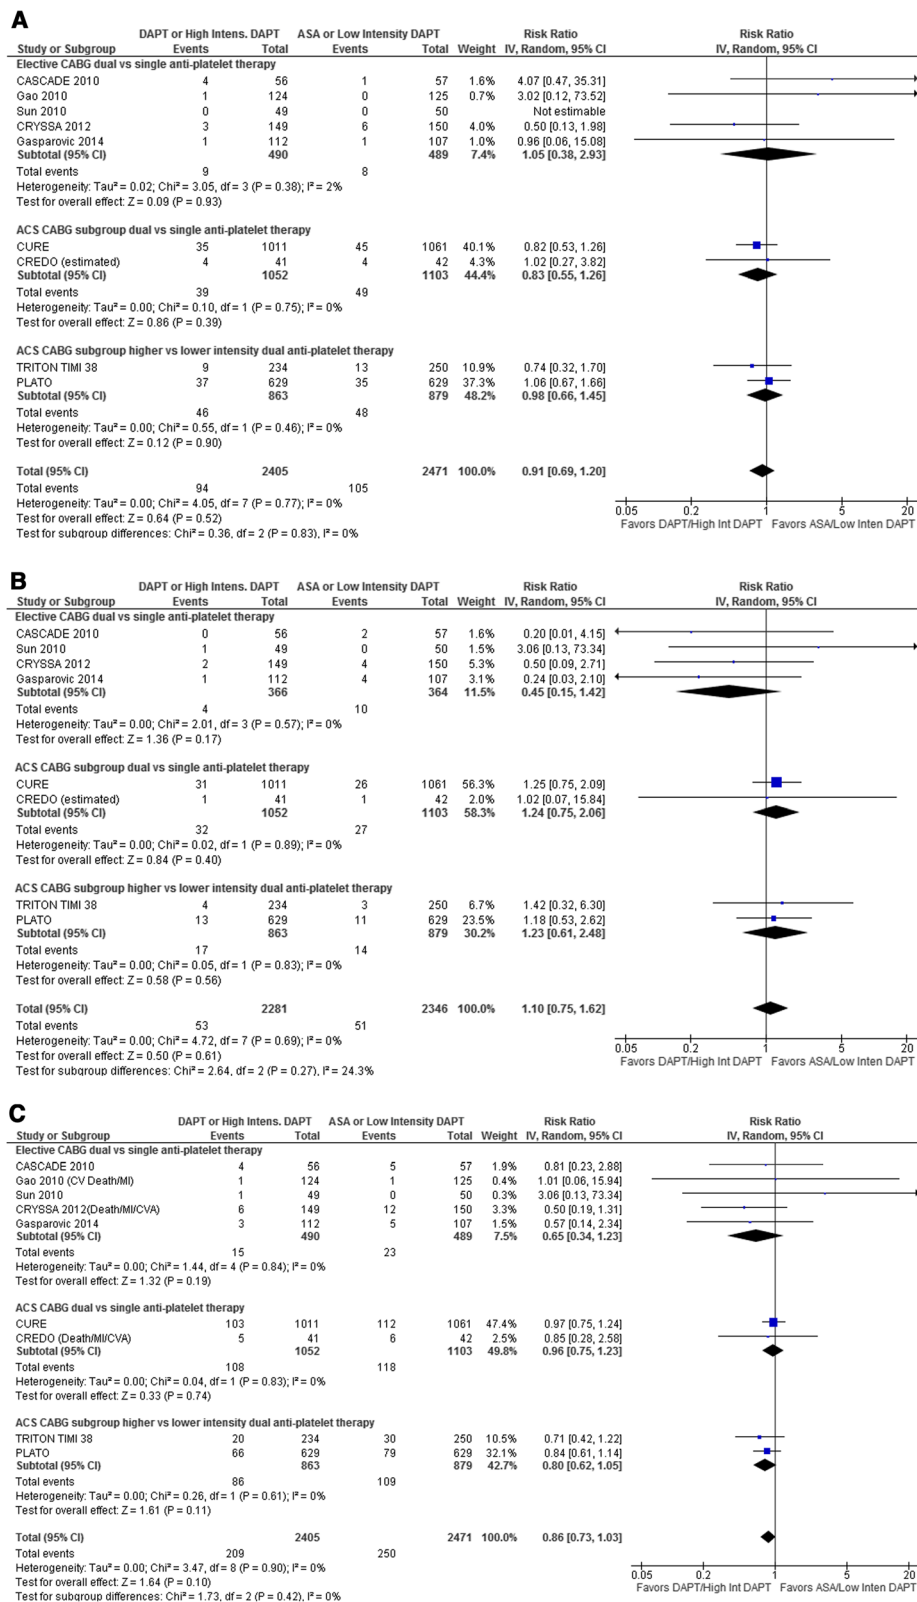 A
DAPT or High Intens. DAPT ASA or Low Intensity DAPT Risk Ratio Risk Ratio
Study or Subgroup Events Total Events Total Weight IV, Random, 95% CI IV, Random, 95% CI
Elective CABG dual vs single anti-platelet therapy
CASCADE 2010 4 56 1 57 1.6% 4.07 [0.47, 35.31]
Gao 2010 1 124 0 125 0.7% 3.02 [0.12, 73.52]
Sun 2010 0 49 0 50 Not estimable
CRYSSA 2012 3 149 6 150 4.0% 0.50 [0.13, 1.98]
Gasparovic 2014 1 112 1 107 1.0% 0.96 [0.06, 15.08]
Subtotal (95% CI) 490 489 7.4% 1.05 [0.38, 2.93]
Total events 9 8
Heterogeneity: Tau² = 0.02; Chi² = 3.05, df = 3 (P = 0.38); I² = 2%
Test for overall effect: Z = 0.09 (P = 0.93)
ACS CABG subgroup dual vs single anti-platelet therapy
CURE 35 1011 45 1061 40.1% 0.82 [0.53, 1.26]
CREDO (estimated) 4 41 4 42 4.3% 1.02 [0.27, 3.82]
Subtotal (95% CI) 1052 1103 44.4% 0.83 [0.55, 1.26]
Total events 39 49
Heterogeneity: Tau² = 0.00; Chi² = 0.10, df = 1 (P = 0.75); I² = 0%
Test for overall effect: Z = 0.86 (P = 0.39)
ACS CABG subgroup higher vs lower intensity dual anti-platelet therapy
TRITON TIMI 38 9 234 13 250 10.9% 0.74 [0.32, 1.70]
PLATO 37 629 35 629 37.3% 1.06 [0.67, 1.66]
Subtotal (95% CI) 863 879 48.2% 0.98 [0.66, 1.45]
Total events 46 48
Heterogeneity: Tau² = 0.00; Chi² = 0.55, df = 1 (P = 0.46); I² = 0%
Test for overall effect: Z = 0.12 (P = 0.90)
Total (95% CI) 2405 2471 100.0% 0.91 [0.69, 1.20]
Total events 94 105
Heterogeneity: Tau² = 0.00; Chi² = 4.05, df = 7 (P = 0.77); I² = 0%
Test for overall effect: Z = 0.64 (P = 0.52)
Test for subgroup differences: Chi² = 0.36, df = 2 (P = 0.83), I² = 0%
0.05 0.2 1 5 20
Favors DAPT/High Int DAPT Favors ASA/Low Inten DAPT
B
DAPT or High Intens. DAPT ASA or Low Intensity DAPT Risk Ratio Risk Ratio
Study or Subgroup Events Total Events Total Weight IV, Random, 95% CI IV, Random, 95% CI
Elective CABG dual vs single anti-platelet therapy
CASCADE 2010 0 56 2 57 1.6% 0.20 [0.01, 4.15]
Sun 2010 1 49 0 50 1.5% 3.06 [0.13, 73.34]
CRYSSA 2012 2 149 4 150 5.3% 0.50 [0.09, 2.71]
Gasparovic 2014 1 112 4 107 3.1% 0.24 [0.03, 2.10]
Subtotal (95% CI) 366 364 11.5% 0.45 [0.15, 1.42]
Total events 4 10
Heterogeneity: Tau² = 0.00; Chi² = 2.01, df = 3 (P = 0.57); I² = 0%
Test for overall effect: Z = 1.36 (P = 0.17)
ACS CABG subgroup dual vs single anti-platelet therapy
CURE 31 1011 26 1061 56.3% 1.25 [0.75, 2.09]
CREDO (estimated) 1 41 1 42 2.0% 1.02 [0.07, 15.84]
Subtotal (95% CI) 1052 1103 58.3% 1.24 [0.75, 2.06]
Total events 32 27
Heterogeneity: Tau² = 0.00; Chi² = 0.02, df = 1 (P = 0.89); I² = 0%
Test for overall effect: Z = 0.84 (P = 0.40)
ACS CABG subgroup higher vs lower intensity dual anti-platelet therapy
TRITON TIMI 38 4 234 3 250 6.7% 1.42 [0.32, 6.30]
PLATO 13 629 11 629 23.5% 1.18 [0.53, 2.62]
Subtotal (95% CI) 863 879 30.2% 1.23 [0.61, 2.48]
Total events 17 14
Heterogeneity: Tau² = 0.00; Chi² = 0.05, df = 1 (P = 0.83); I² = 0%
Test for overall effect: Z = 0.58 (P = 0.56)
Total (95% CI) 2281 2346 100.0% 1.10 [0.75, 1.62]
Total events 53 51
Heterogeneity: Tau² = 0.00; Chi² = 4.72, df = 7 (P = 0.69); I² = 0%
Test for overall effect: Z = 0.50 (P = 0.61)
Test for subgroup differences: Chi² = 2.64, df = 2 (P = 0.27), I² = 24.3%
0.05 0.2 1 5 20
Favors DAPT/High Int DAPT Favors ASA/Low Inten DAPT
C
DAPT or High Intens. DAPT ASA or Low Intensity DAPT Risk Ratio Risk Ratio
Study or Subgroup Events Total Events Total Weight IV, Random, 95% CI IV, Random, 95% CI
Elective CABG dual vs single anti-platelet therapy
CASCADE 2010 4 56 5 57 1.9% 0.81 [0.23, 2.88]
Gao 2010 (CV Death/MI) 1 124 1 125 0.4% 1.01 [0.06, 15.94]
Sun 2010 1 49 0 50 0.3% 3.06 [0.13, 73.34]
CRYSSA 2012(Death/MI/CVA) 6 149 12 150 3.3% 0.50 [0.19, 1.31]
Gasparovic 2014 3 112 5 107 1.5% 0.57 [0.14, 2.34]
Subtotal (95% CI) 490 489 7.5% 0.65 [0.34, 1.23]
Total events 15 23
Heterogeneity: Tau² = 0.00; Chi² = 1.44, df = 4 (P = 0.84); I² = 0%
Test for overall effect: Z = 1.32 (P = 0.19)
ACS CABG dual vs single anti-platelet therapy
CURE 103 1011 112 1061 47.4% 0.97 [0.75, 1.24]
CREDO (Death/MI/CVA) 5 41 6 42 2.5% 0.85 [0.28, 2.58]
Subtotal (95% CI) 1052 1103 49.8% 0.96 [0.75, 1.23]
Total events 108 118
Heterogeneity: Tau² = 0.00; Chi² = 0.04, df = 1 (P = 0.83); I² = 0%
Test for overall effect: Z = 0.33 (P = 0.74)
ACS CABG subgroup higher vs lower intensity dual anti-platelet therapy
TRITON TIMI 38 20 234 30 250 10.5% 0.71 [0.42, 1.22]
PLATO 66 629 79 629 32.1% 0.84 [0.61, 1.14]
Subtotal (95% CI) 863 879 42.7% 0.80 [0.62, 1.05]
Total events 86 109
Heterogeneity: Tau² = 0.00; Chi² = 0.26, df = 1 (P = 0.61); I² = 0%
Test for overall effect: Z = 1.61 (P = 0.11)
Total (95% CI) 2405 2471 100.0% 0.86 [0.73, 1.03]
Total events 209 250
Heterogeneity: Tau² = 0.00; Chi² = 3.47, df = 8 (P = 0.90); I² = 0%
Test for overall effect: Z = 1.64 (P = 0.10)
Test for subgroup differences: Chi² = 1.73, df = 2 (P = 0.42), I² = 0%
0.05 0.2 1 5 20
Favors DAPT/High Int DAPT Favors ASA/Low Inten DAPT